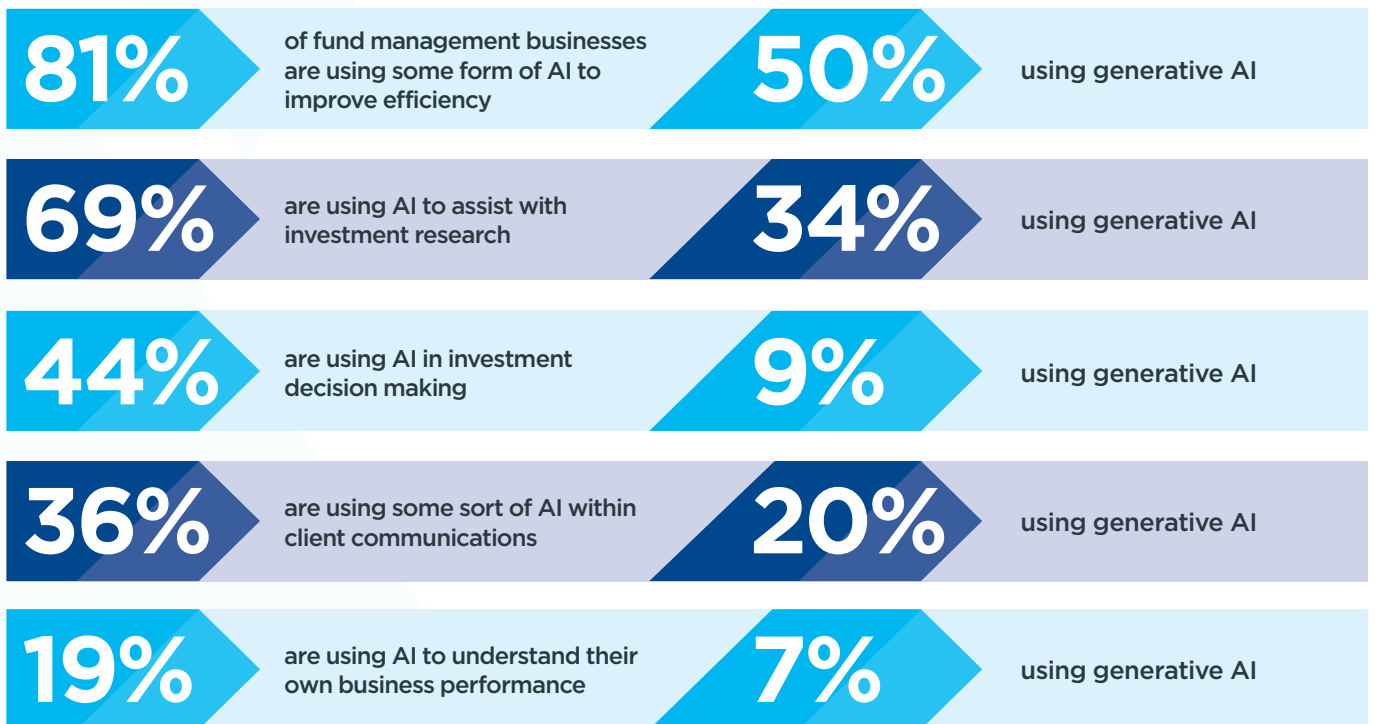 81%
of fund management businesses
are using some form of AI to
improve efficiency
50%
using generative AI
69%
are using AI to assist with
investment research
34%
using generative AI
44%
are using AI in investment
decision making
9%
using generative AI
36%
are using some sort of AI within
client communications
20%
using generative AI
19%
are using AI to understand their
own business performance
7%
using generative AI